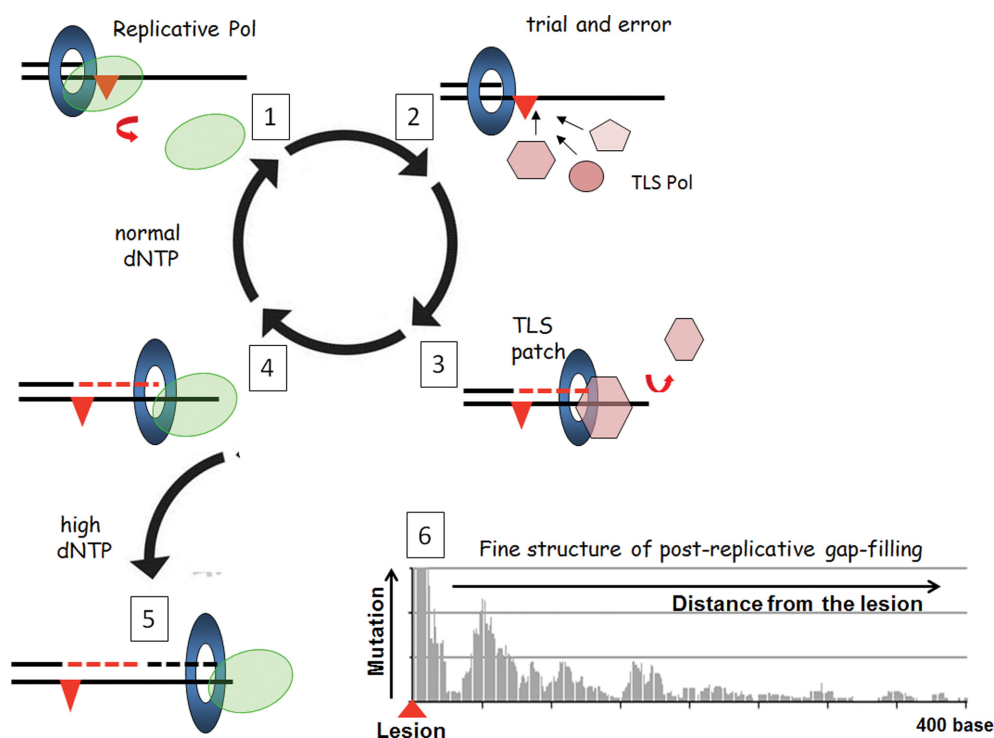 Replicative Pol
trial and error
1
2
TLS Pol
normal
dNTP
TLS
patch
4
3
high
dNTP
5
6
Fine structure of post-replicative gap-filling
Distance from the lesion
Mutation
Lesion
400 base